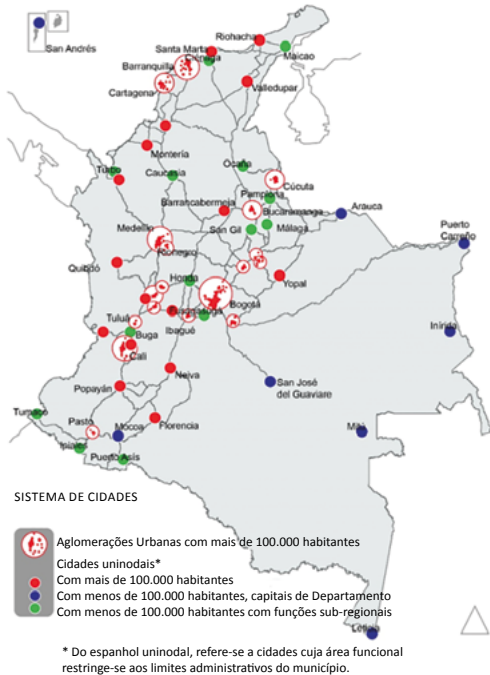 Riohacha
Santa Marta
Ciénaga
Maicao
San Andrés
Barranquilla
Cartagena
Valledupar
Montería
Turbo
Caucasia
Ocaña
Cúcuta
Pamplona
Barrancabermeja
Bucaramanga
Arauca
Medellín
San Gil
Málaga
Puerto
Carreño
Rionegro
Quibdó
Yopal
Honda
Bogotá
Tuluá
Fusagasugá
Ibagué
Buga
Inírida
Cali
Neiva
San José
del Guaviare
Popayán
Tumaco
Pasto
Mocoa
Florencia
Mitú
Ipiales
Puerto Asís
SISTEMA DE CIDADES
Aglomerações Urbanas com mais de 100.000 habitantes
Cidades uninodais*
Com mais de 100.000 habitantes
Com menos de 100.000 habitantes, capitais de Departamento
Com menos de 100.000 habitantes com funções sub-regionais
Leticia
* Do espanhol uninodal, refere-se a cidades cuja área funcional
restringe-se aos limites administrativos do município.